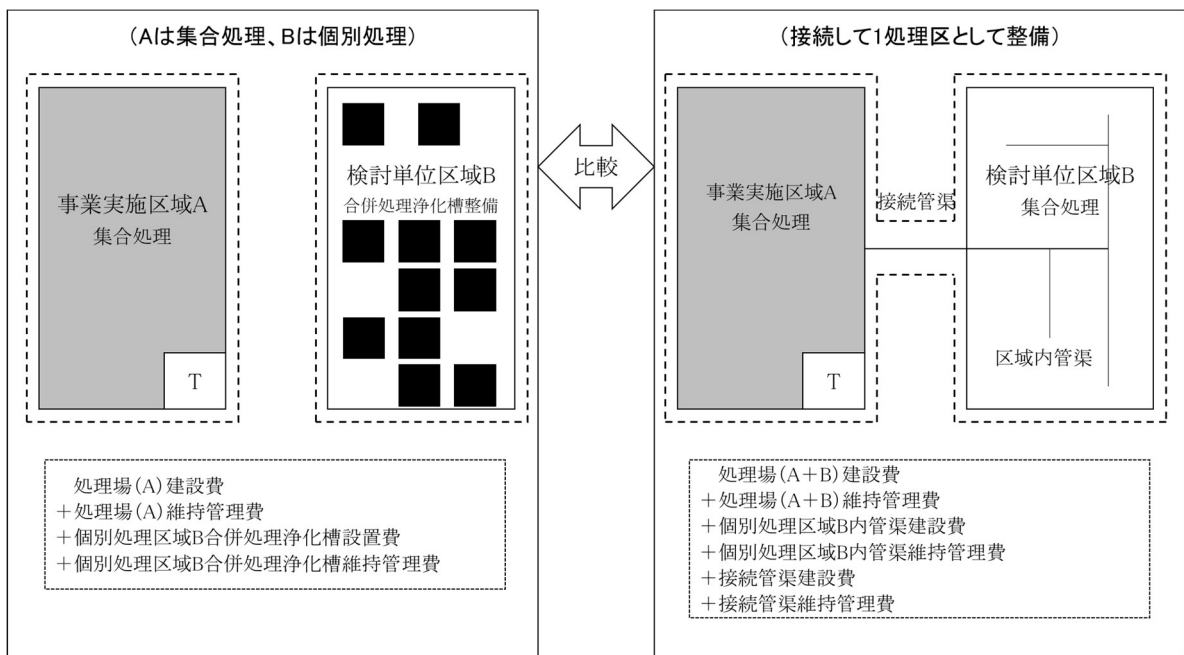 (Aは集合処理、Bは個別処理)
事業実施区域A
集合処理
T
検討単位区域B
合併処理浄化槽整備
処理場(A)建設費
＋処理場(A)維持管理費
＋個別処理区域B合併処理浄化槽設置費
＋個別処理区域B合併処理浄化槽維持管理費
比較
(接続して1処理区として整備)
事業実施区域A
集合処理
T
接続管渠
検討単位区域B
集合処理
区域内管渠
処理場(A＋B)建設費
＋処理場(A＋B)維持管理費
＋個別処理区域B内管渠建設費
＋個別処理区域B内管渠維持管理費
＋接続管渠建設費
＋接続管渠維持管理費